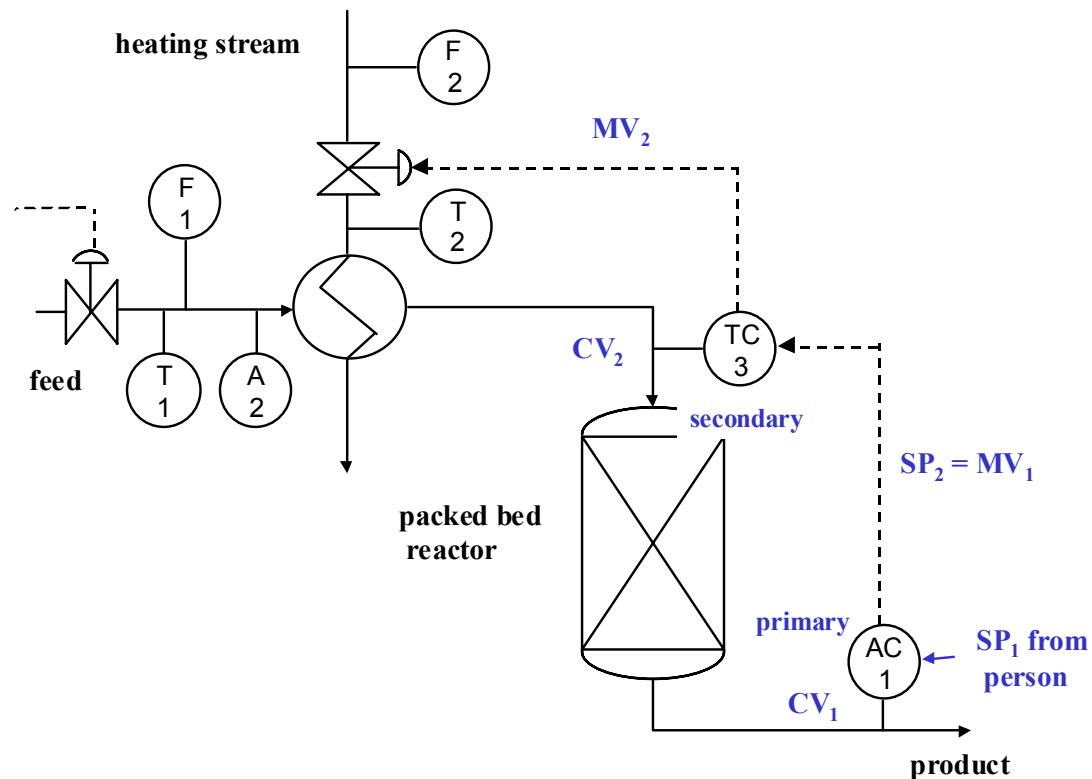 heating stream
F
2
MV₂
F
1
T
2
feed
T
1
A
2
CV₂
TC
3
secondary
SP₂ = MV₁
packed bed
reactor
primary
AC
1
SP₁ from
person
CV₁
product